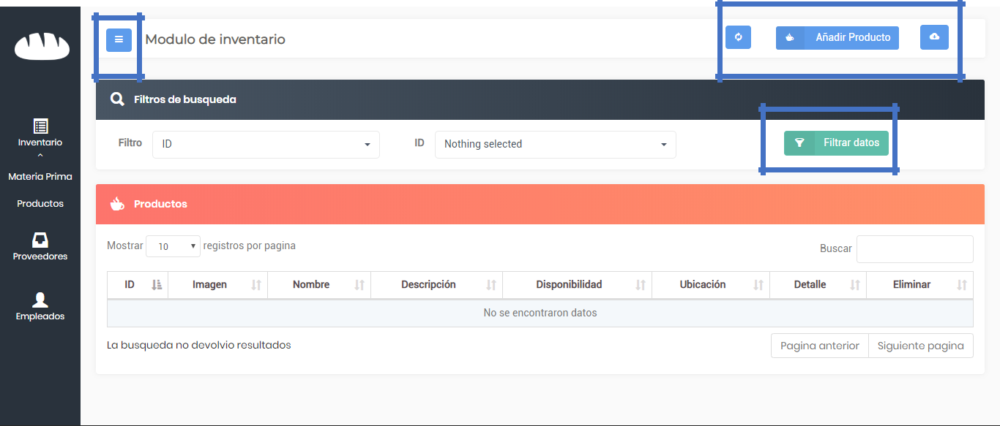 Modulo de inventario
Añadir Producto
Inventario
Materia Prima
Productos
Proveedores
Empleados
Filtros de busqueda
Filtro ID ID Nothing selected Filtrar datos
Productos
Mostrar 10 registros por pagina Buscar
ID Imagen Nombre Descripción Disponibilidad Ubicación Detalle Eliminar
No se encontraron datos
La busqueda no devolvio resultados Pagina anterior Siguiente pagina